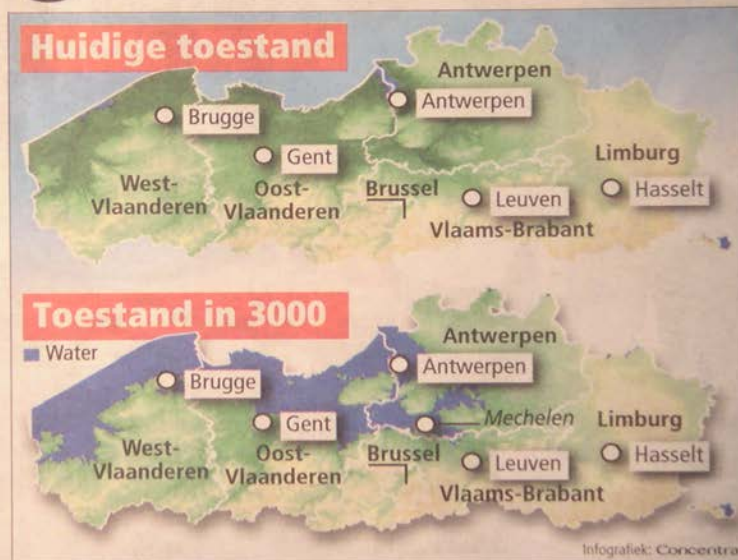 Huidige toestand
Antwerpen
Antwerpen
Brugge
Gent
Limburg
West-
Vlaanderen
Oost-
Vlaanderen
Brussel
Leuven
Hasselt
Vlaams-Brabant
Toestand in 3000
Water
Antwerpen
Antwerpen
Brugge
Gent
Mechelen
Limburg
West-
Vlaanderen
Oost-
Vlaanderen
Brussel
Leuven
Hasselt
Vlaams-Brabant
Infografiek: Concentra